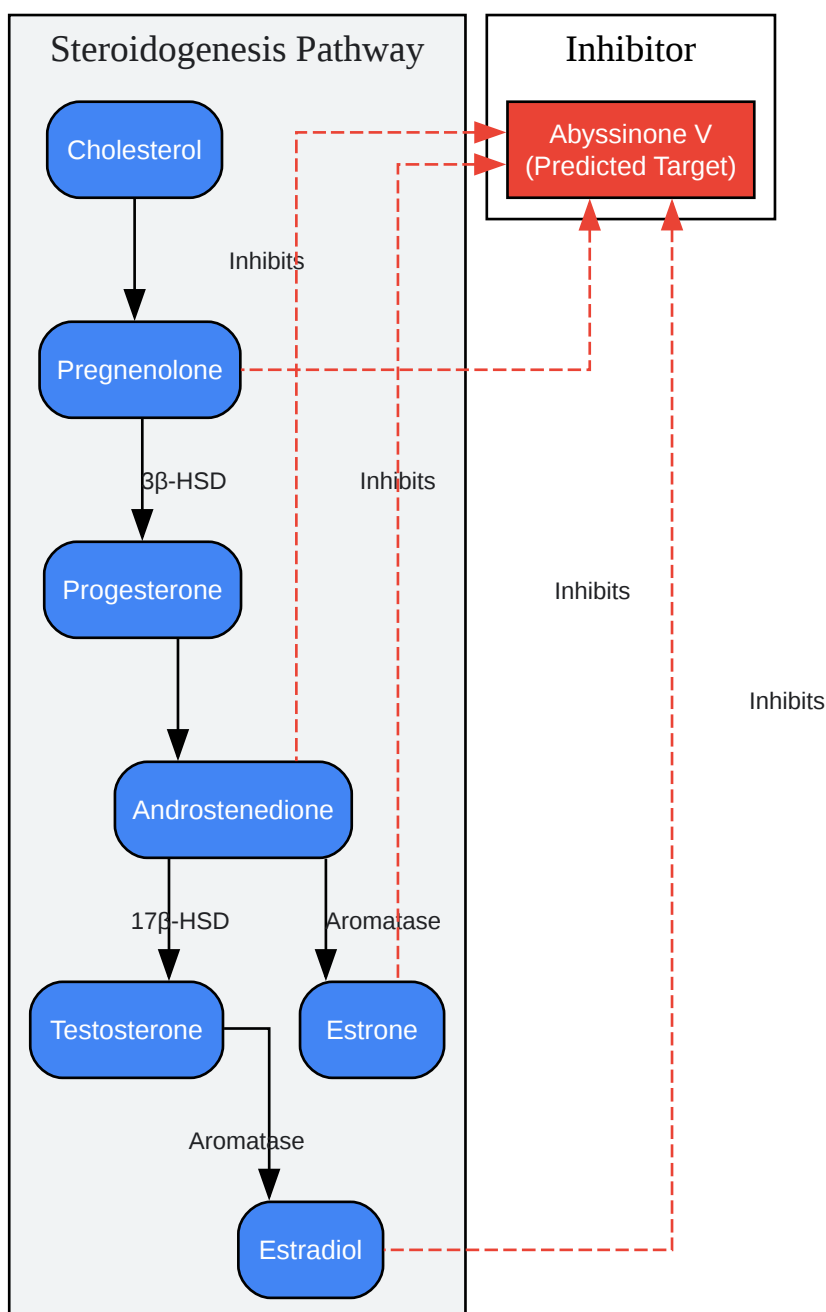 Steroidogenesis Pathway
Inhibitor
Cholesterol
Abyssinone V
(Predicted Target)
Inhibits
Pregnenolone
3β-HSD
Inhibits
Progesterone
Inhibits
Inhibits
Androstenedione
17β-HSD
Aromatase
Testosterone
Estrone
Aromatase
Estradiol